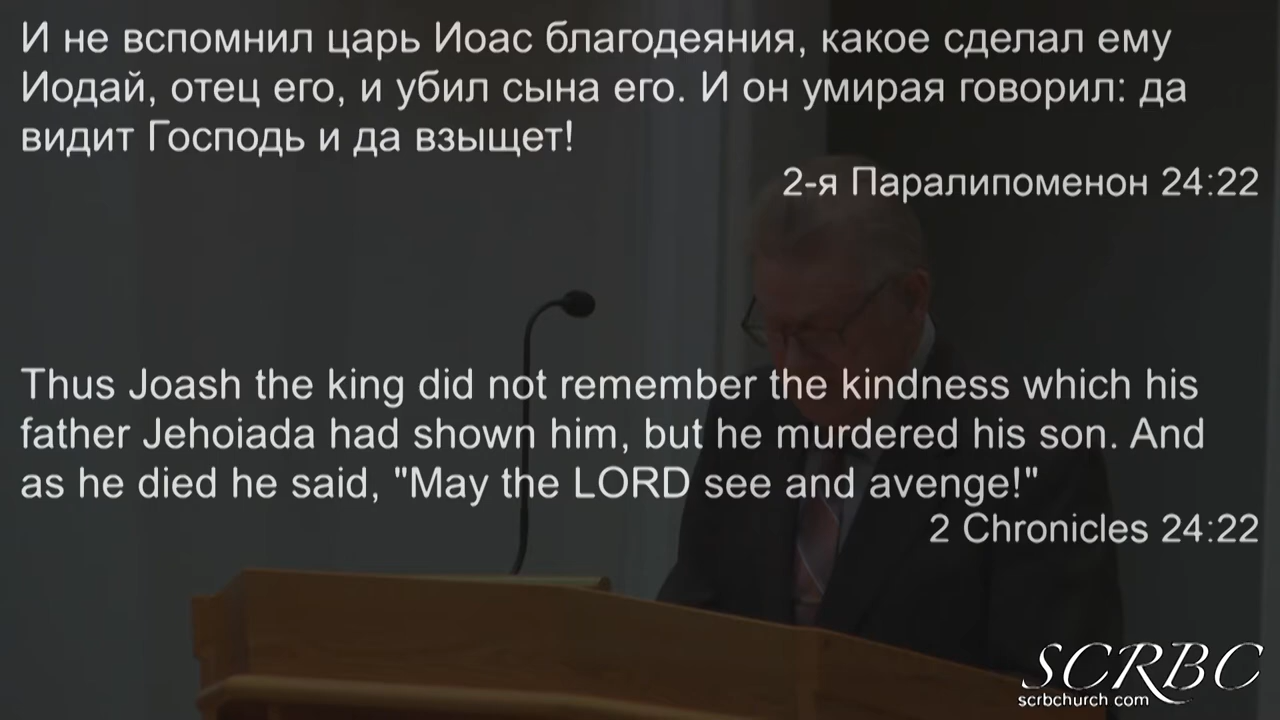 И не вспомнил царь Иоас благодеяния, какое сделал ему
Иодай, отец его, и убил сына его. И он умирая говорил: да
видит Господь и да взыщет!
2-я Паралипоменон 24:22
Thus Joash the king did not remember the kindness which his
father Jehoiada had shown him, but he murdered his son. And
as he died he said, "May the LORD see and avenge!"
2 Chronicles 24:22
SCRBC
scrbchurch com